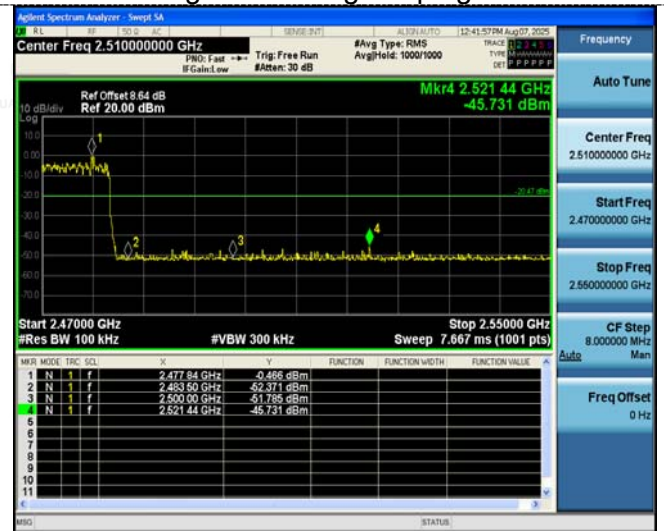 Agilent Spectrum Analyzer - Swept SA
RL RF 50 Ω AC SENSE:INT ALIGN AUTO 12:41:57 PM Aug 07, 2025
Center Freq 2.510000000 GHz
PNO: Fast Trig: Free Run
IFGain:Low #Atten: 30 dB
#Avg Type: RMS
Avg|Hold: 1000/1000
TRACE 1 2 3 4 5 6
TYPE
DET P P P P P P
Frequency
Mkr4 2.521 44 GHz
-45.731 dBm
Ref Offset 8.64 dB
10 dB/div Ref 20.00 dBm
Log
10.0
0.00
-10.0
-20.0
-30.0
-40.0
-50.0
-60.0
-70.0
-20.47 dBm
1
2
3
4
Start 2.47000 GHz
Stop 2.55000 GHz
#Res BW 100 kHz #VBW 300 kHz Sweep 7.667 ms (1001 pts)
MKR MODE TRC SCL X Y FUNCTION FUNCTION WIDTH FUNCTION VALUE
1 N 1 f 2.477 84 GHz -0.466 dBm
2 N 1 f 2.483 50 GHz -52.371 dBm
3 N 1 f 2.500 00 GHz -51.785 dBm
4 N 1 f 2.521 44 GHz -45.731 dBm
5
6
7
8
9
10
11
MSG STATUS
Auto Tune
Center Freq
2.510000000 GHz
Start Freq
2.470000000 GHz
Stop Freq
2.550000000 GHz
CF Step
8.000000 MHz
Auto Man
Freq Offset
0 Hz